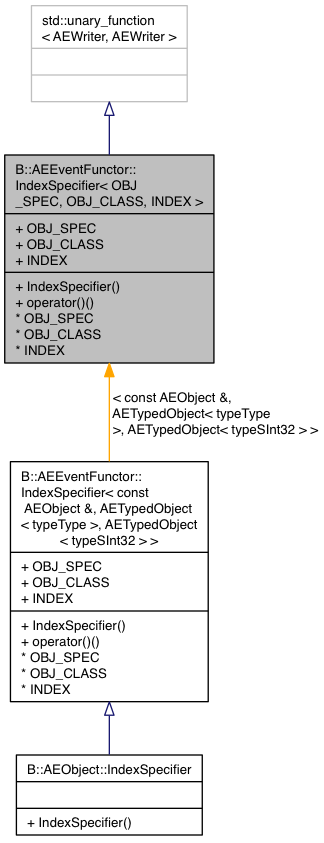 std::unary_function
< AEWriter, AEWriter >
B::AEEventFunctor::
IndexSpecifier< OBJ
_SPEC, OBJ_CLASS, INDEX >
+ OBJ_SPEC
+ OBJ_CLASS
+ INDEX
+ IndexSpecifier()
+ operator()()
* OBJ_SPEC
* OBJ_CLASS
* INDEX
< const AEObject &,
AETypedObject< typeType
>, AETypedObject< typeSInt32 > >
B::AEEventFunctor::
IndexSpecifier< const
AEObject &, AETypedObject
< typeType >, AETypedObject
< typeSInt32 > >
+ OBJ_SPEC
+ OBJ_CLASS
+ INDEX
+ IndexSpecifier()
+ operator()()
* OBJ_SPEC
* OBJ_CLASS
* INDEX
B::AEObject::IndexSpecifier
+ IndexSpecifier()